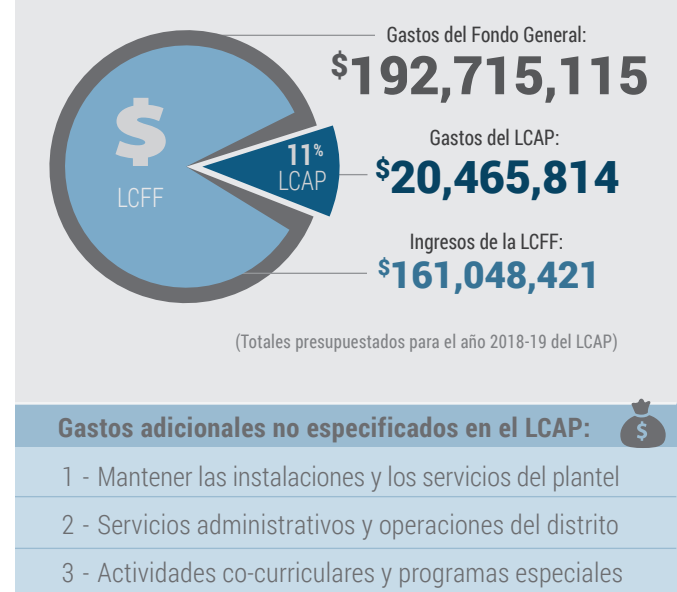 Gastos del Fondo General:
$192,715,115
$
LCFF
11%
LCAP
Gastos del LCAP:
$20,465,814
Ingresos de la LCFF:
$161,048,421
(Totales presupuestados para el año 2018-19 del LCAP)
Gastos adicionales no especificados en el LCAP:
$
1 - Mantener las instalaciones y los servicios del plantel
2 - Servicios administrativos y operaciones del distrito
3 - Actividades co-curriculares y programas especiales